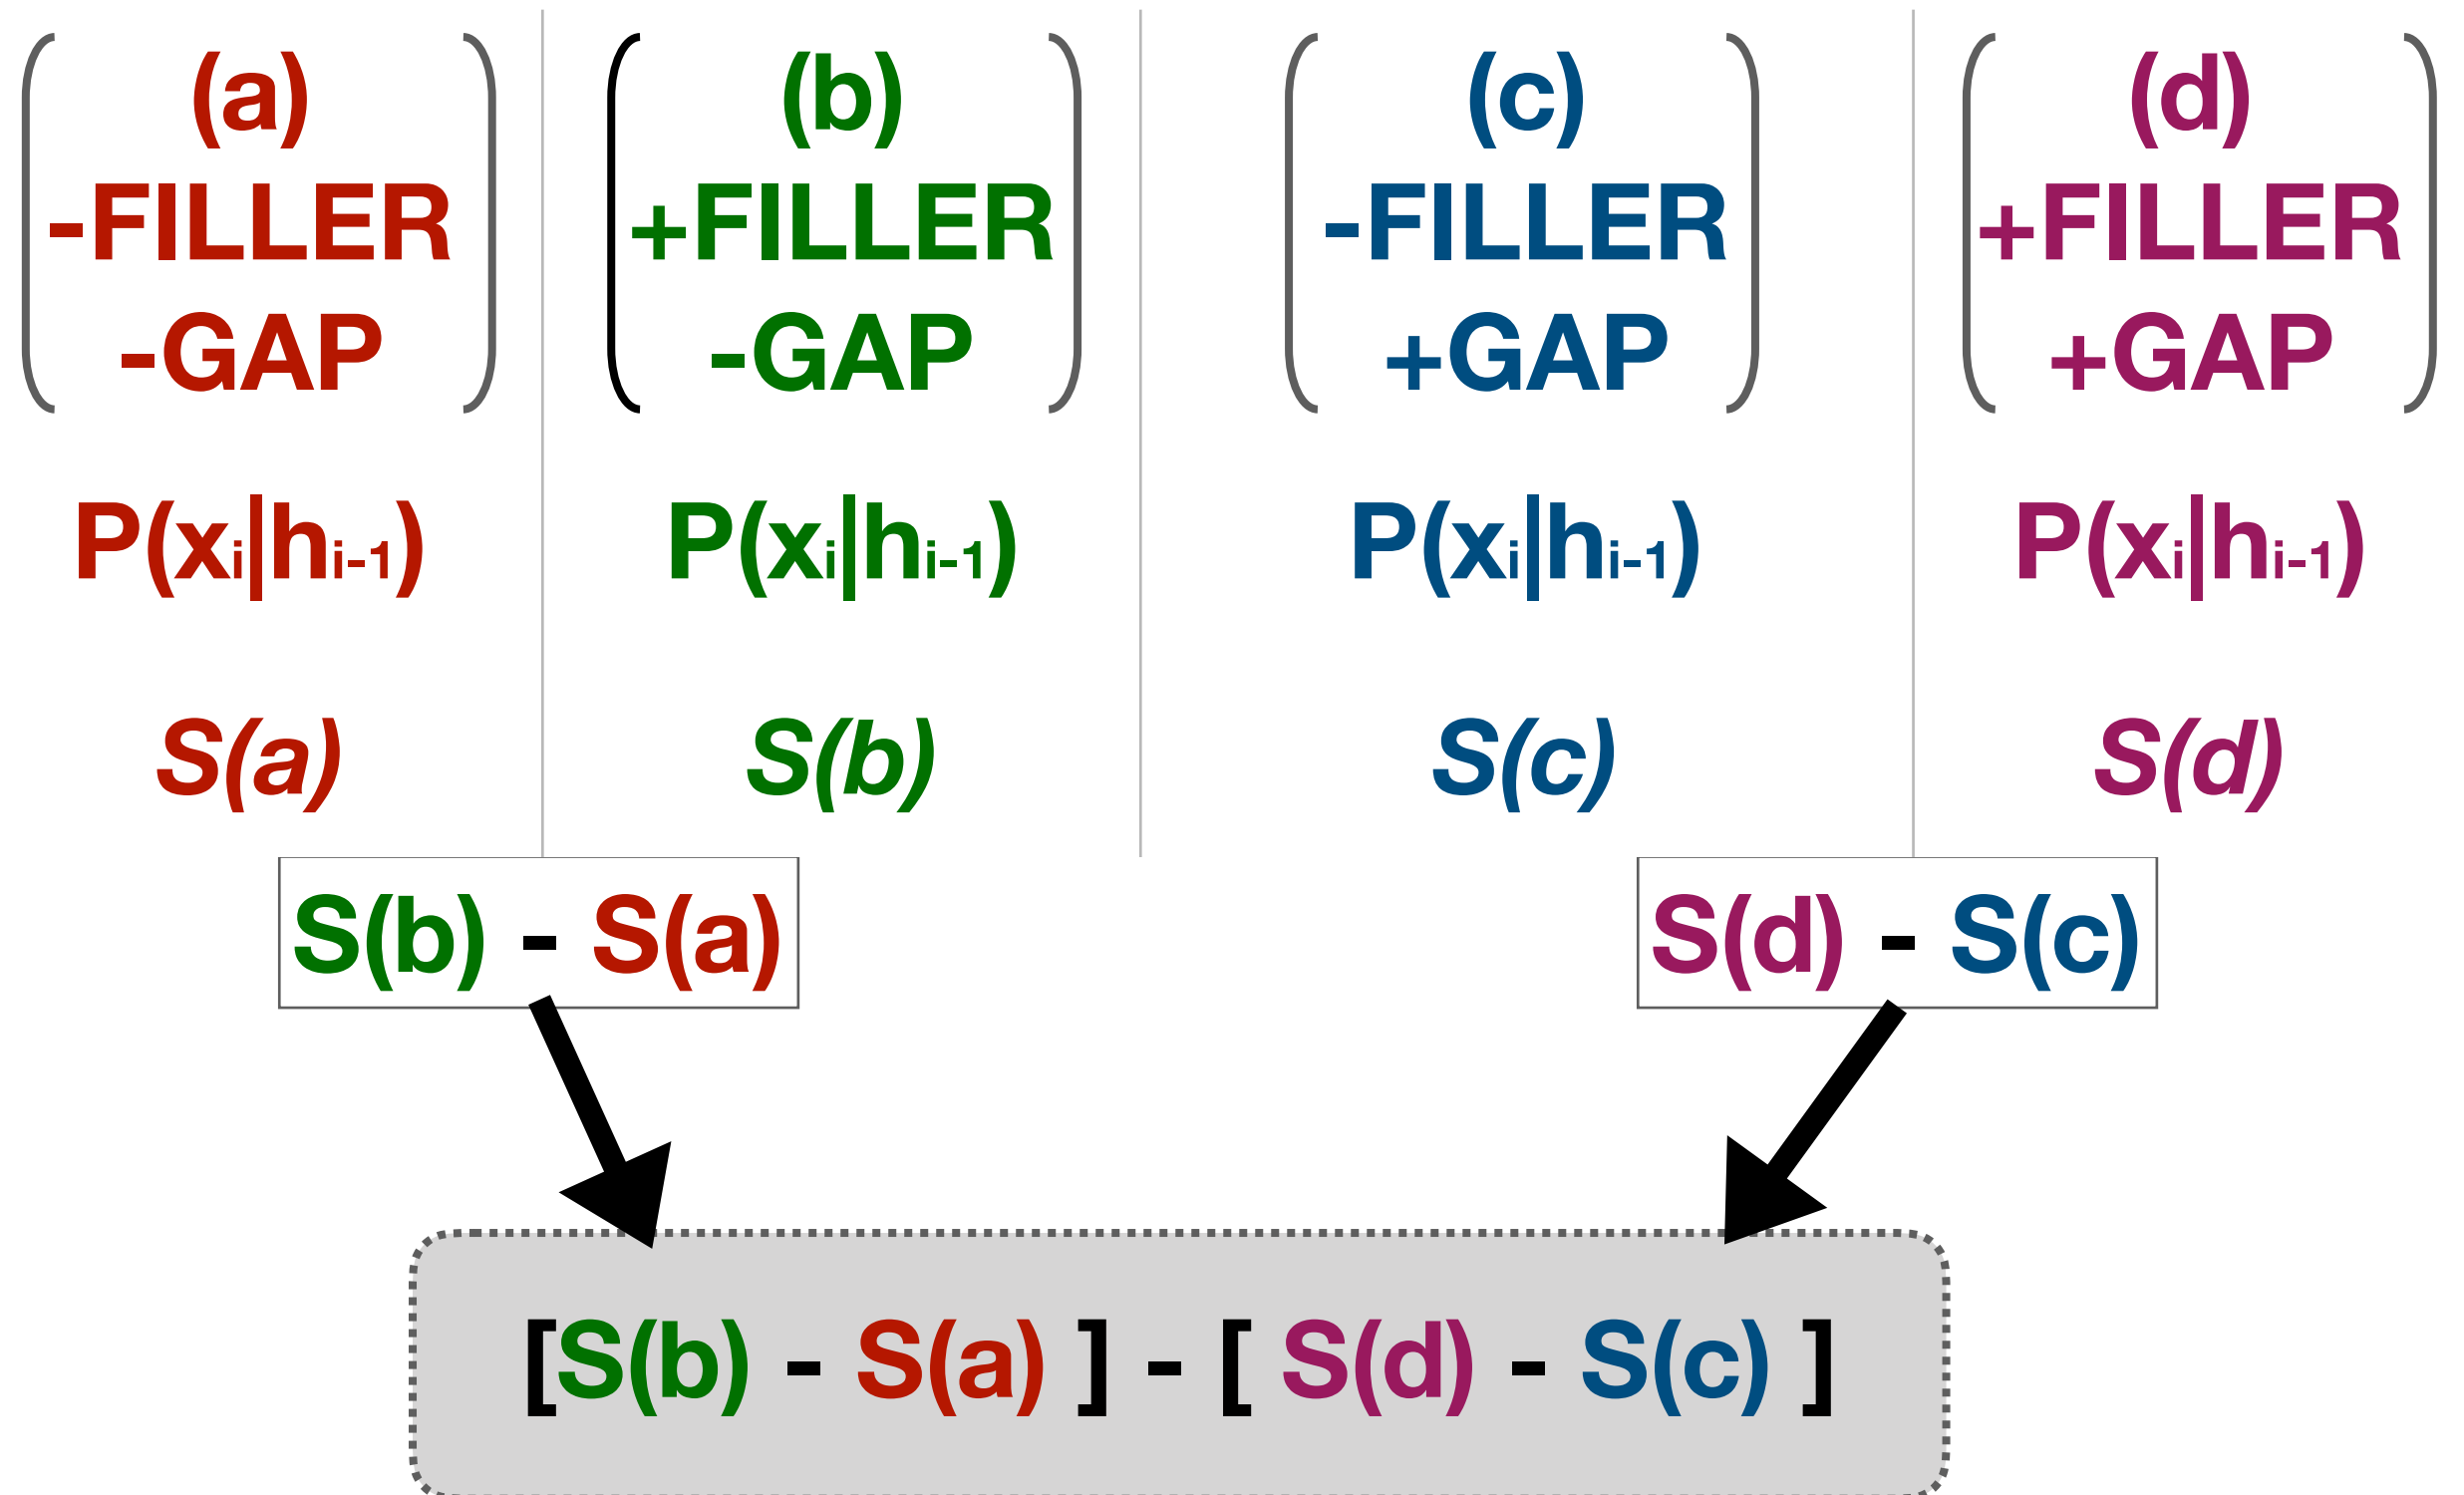 (a) (b) (c) (d)
-FILLER +FILLER -FILLER +FILLER
-GAP -GAP +GAP +GAP
P(xi|hi-1) P(xi|hi-1) P(xi|hi-1) P(xi|hi-1)
S(a) S(b) S(c) S(d)
S(b) - S(a) S(d) - S(c)
[S(b) - S(a) ] - [ S(d) - S(c) ]